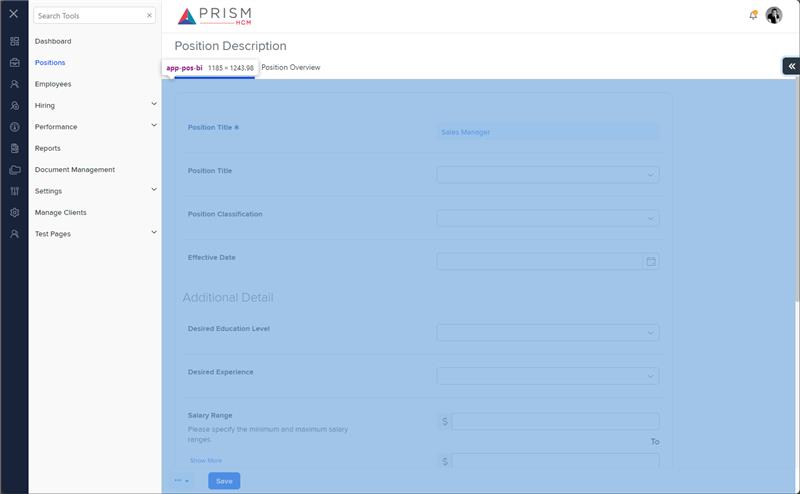 Search Tools
PRISM
HCM
Dashboard
Positions
Employees
Hiring
Performance
Reports
Document Management
Settings
Manage Clients
Test Pages
Position Description
app-pos-bi 1185 × 1243.98
Position Overview
Position Title *
Sales Manager
Position Title
Position Classification
Effective Date
Additional Detail
Desired Education Level
Desired Experience
Salary Range
$
Please specify the minimum and maximum salary
ranges.
To
Show More
$
Save